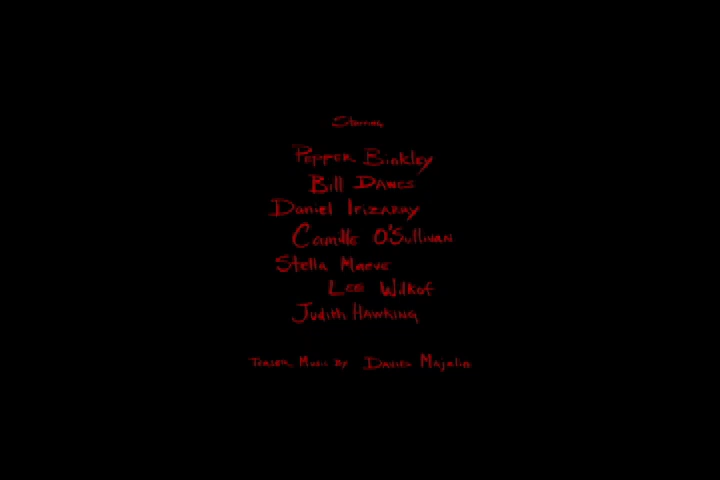 Starring
Pepper Binkley
Bill Dawes
Daniel Irizarry
Camille O'Sullivan
Stella Maeve
Lee Wilkof
Judith Hawking
Teaser Music By Daniel